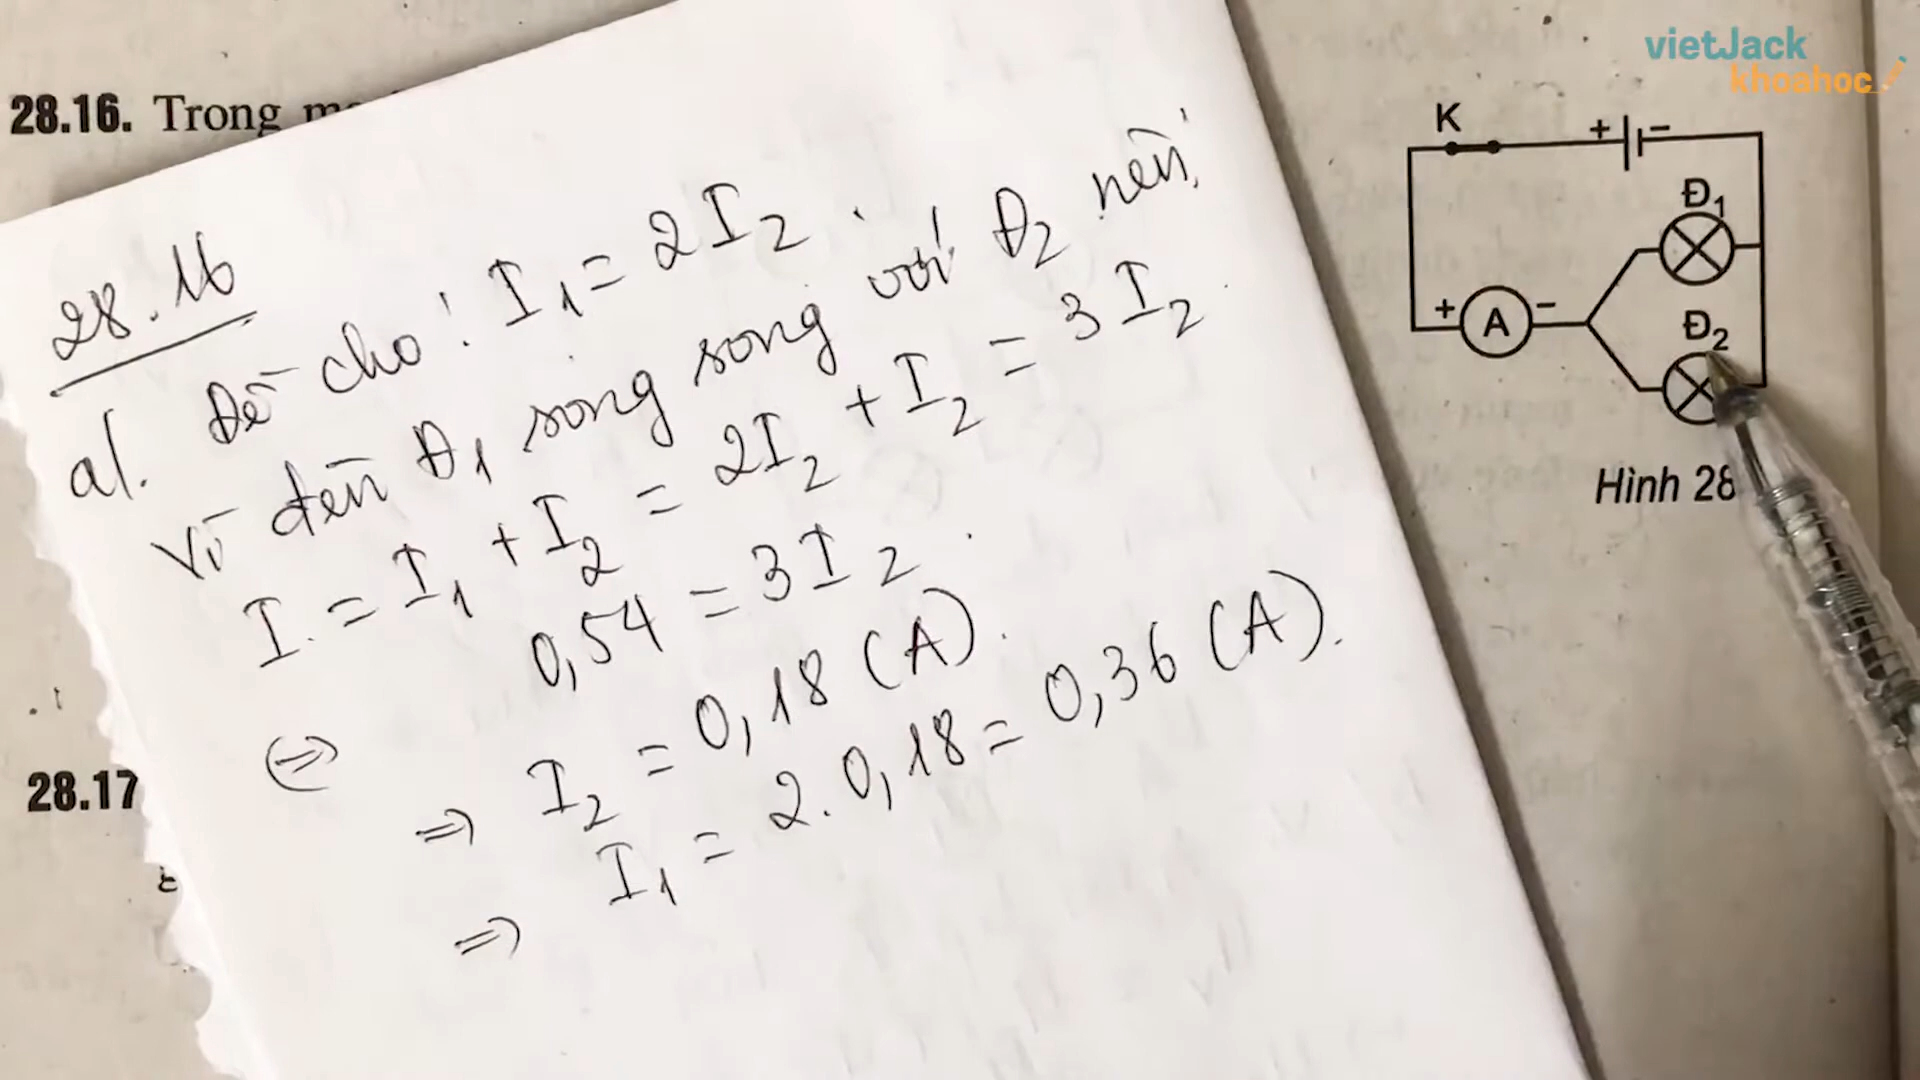 vietJack
khoahoc
28.16. Trong
28.16
a/. Đề cho: I1 = 2I2.
Vì đèn Đ1 song song với Đ2 nên:
I = I1 + I2 = 2I2 + I2 = 3I2.
(=>) 0,54 = 3I2.
=> I2 = 0,18 (A).
=> I1 = 2. 0,18 = 0,36 (A).
K
+ -
Đ1
+ A -
Đ2
Hình 28
28.17